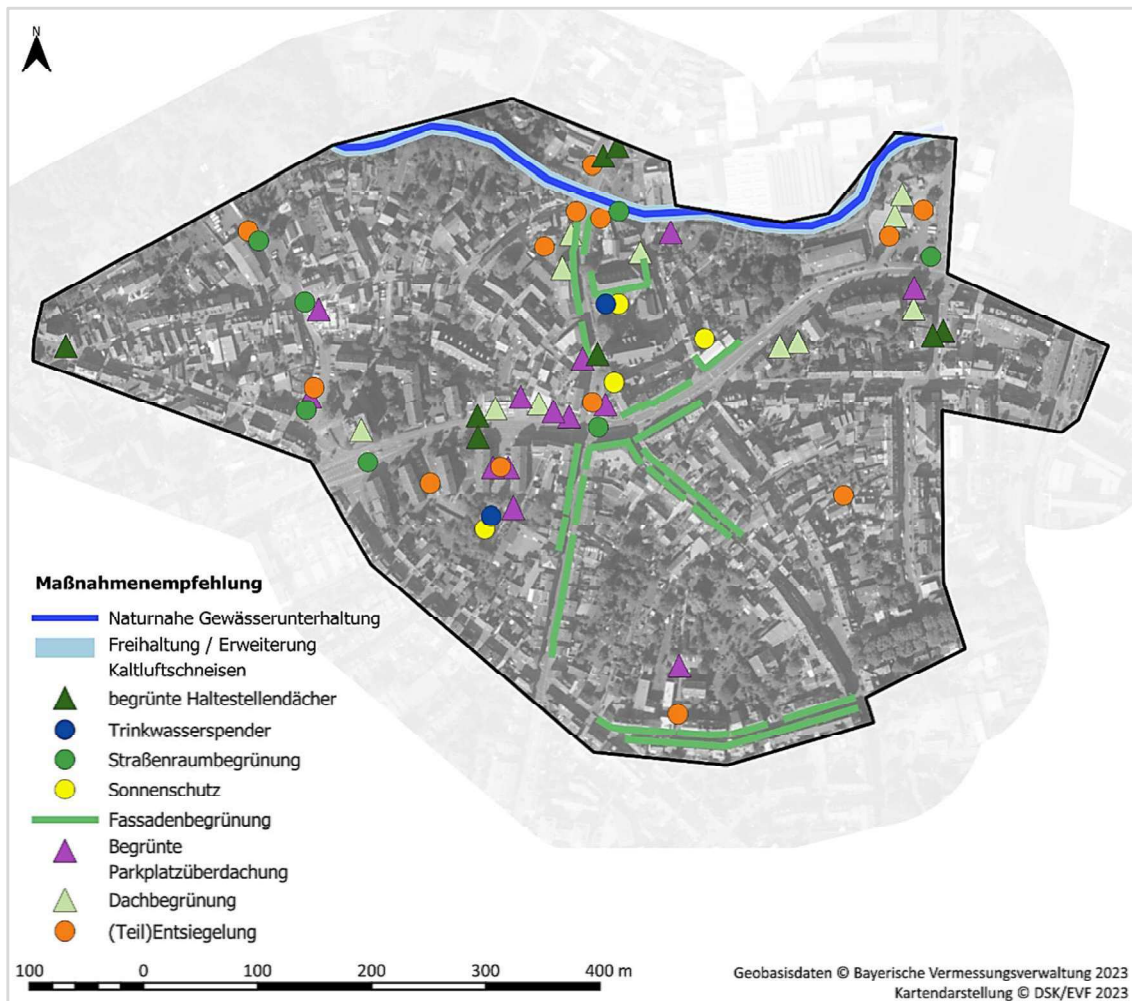 N
Maßnahmenempfehlung
Naturnahe Gewässerunterhaltung
Freihaltung / Erweiterung
Kaltluftschneisen
begrünte Haltestellendächer
Trinkwasserspender
Straßenraumbegrünung
Sonnenschutz
Fassadenbegrünung
Begrünte
Parkplatzüberdachung
Dachbegrünung
(Teil)Entsiegelung
100 0 100 200 300 400 m
Geobasisdaten © Bayerische Vermessungsverwaltung 2023
Kartendarstellung © DSK/EVF 2023